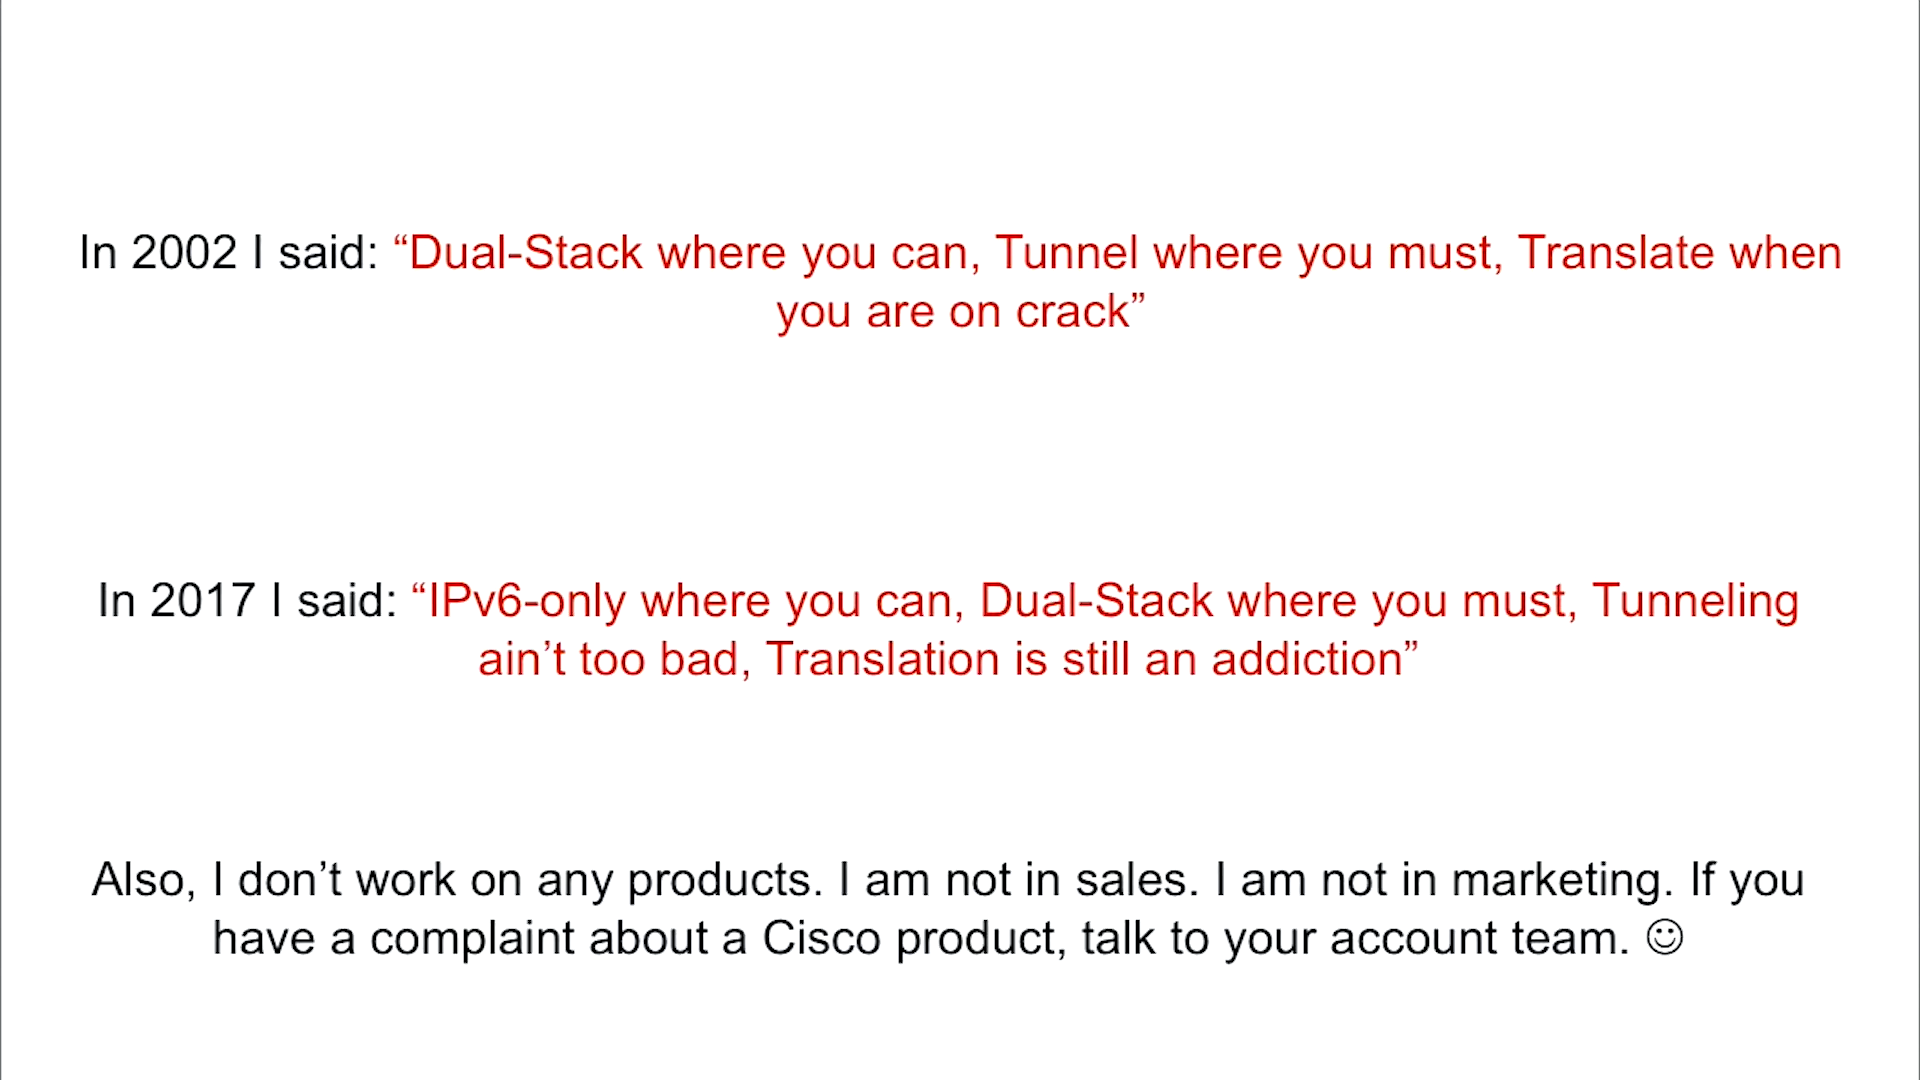 In 2002 I said: “Dual-Stack where you can, Tunnel where you must, Translate when
you are on crack”
In 2017 I said: “IPv6-only where you can, Dual-Stack where you must, Tunneling
ain’t too bad, Translation is still an addiction”
Also, I don’t work on any products. I am not in sales. I am not in marketing. If you
have a complaint about a Cisco product, talk to your account team. ☺